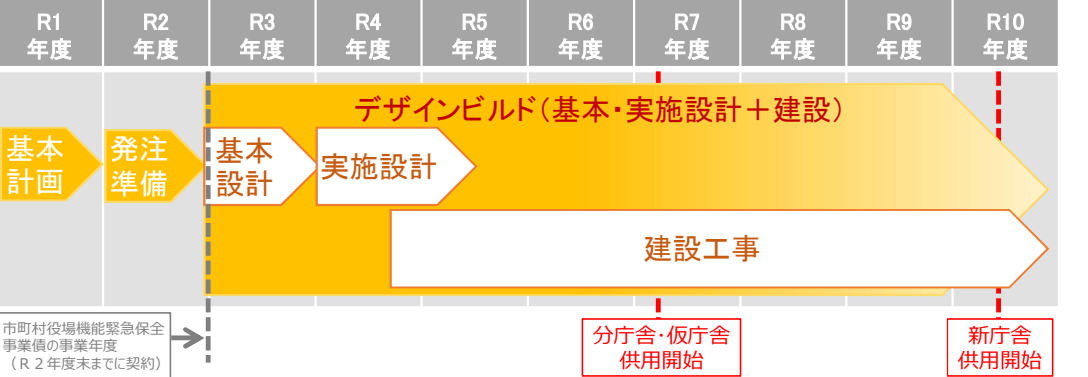 R1
年度
R2
年度
R3
年度
R4
年度
R5
年度
R6
年度
R7
年度
R8
年度
R9
年度
R10
年度
デザインビルド（基本・実施設計＋建設）
基本
計画
発注
準備
基本
設計
実施設計
建設工事
市町村役場機能緊急保全
事業債の事業年度
（R２年度末までに契約）
分庁舎・仮庁舎
供用開始
新庁舎
供用開始